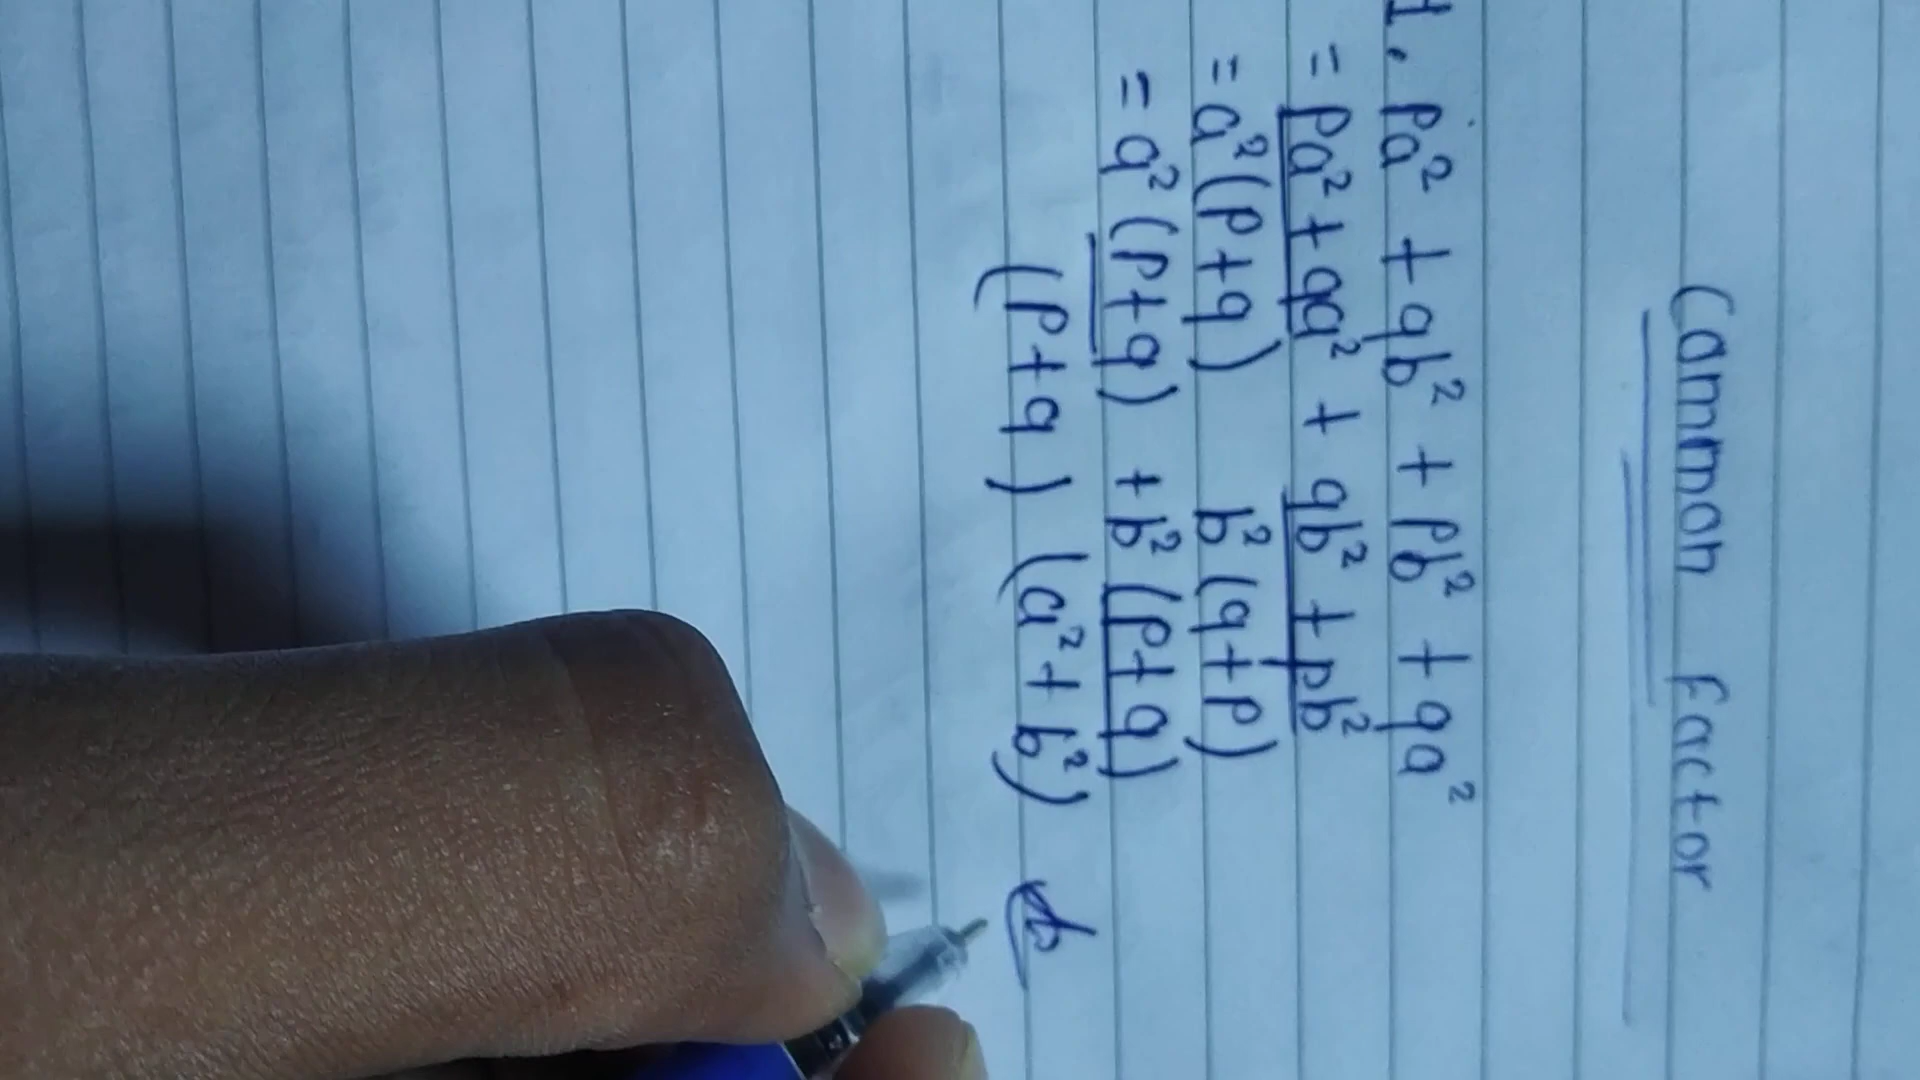 Common Factor
1. Pa² + qb² + pb² + qa²
= Pa² + qa² + qb² + pb²
= a²(P+q) b²(q+P)
= a²(P+q) + b²(P+q)
(P+q) (a²+b²)